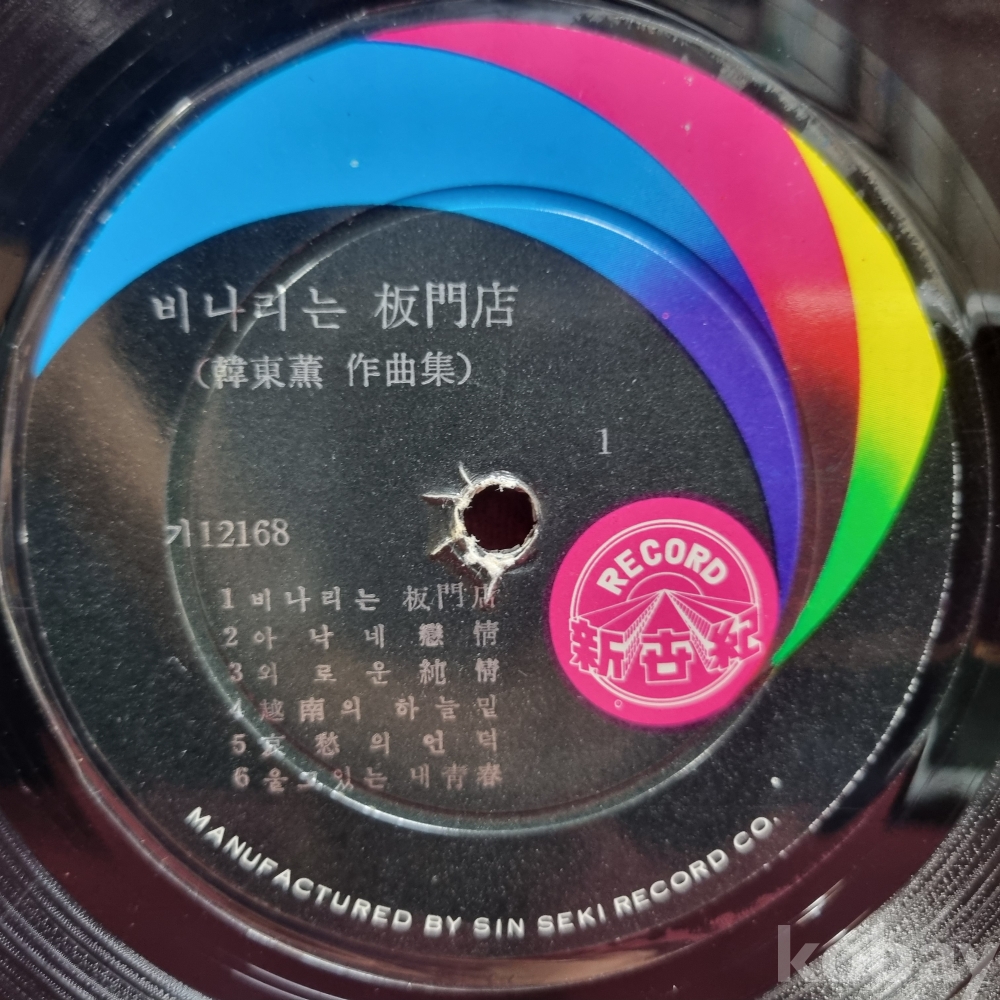 비나리는 板門店
(韓東薰 作曲集)
1
가12168
1 비나리는 板門店
2 아낙네 戀情
3 외로운 純情
4 越南의 하늘밑
5 哀愁의 언덕
6 울고있는 내靑春
RECORD
新世紀
MANUFACTURED BY SIN SEKI RECORD CO.
kobay